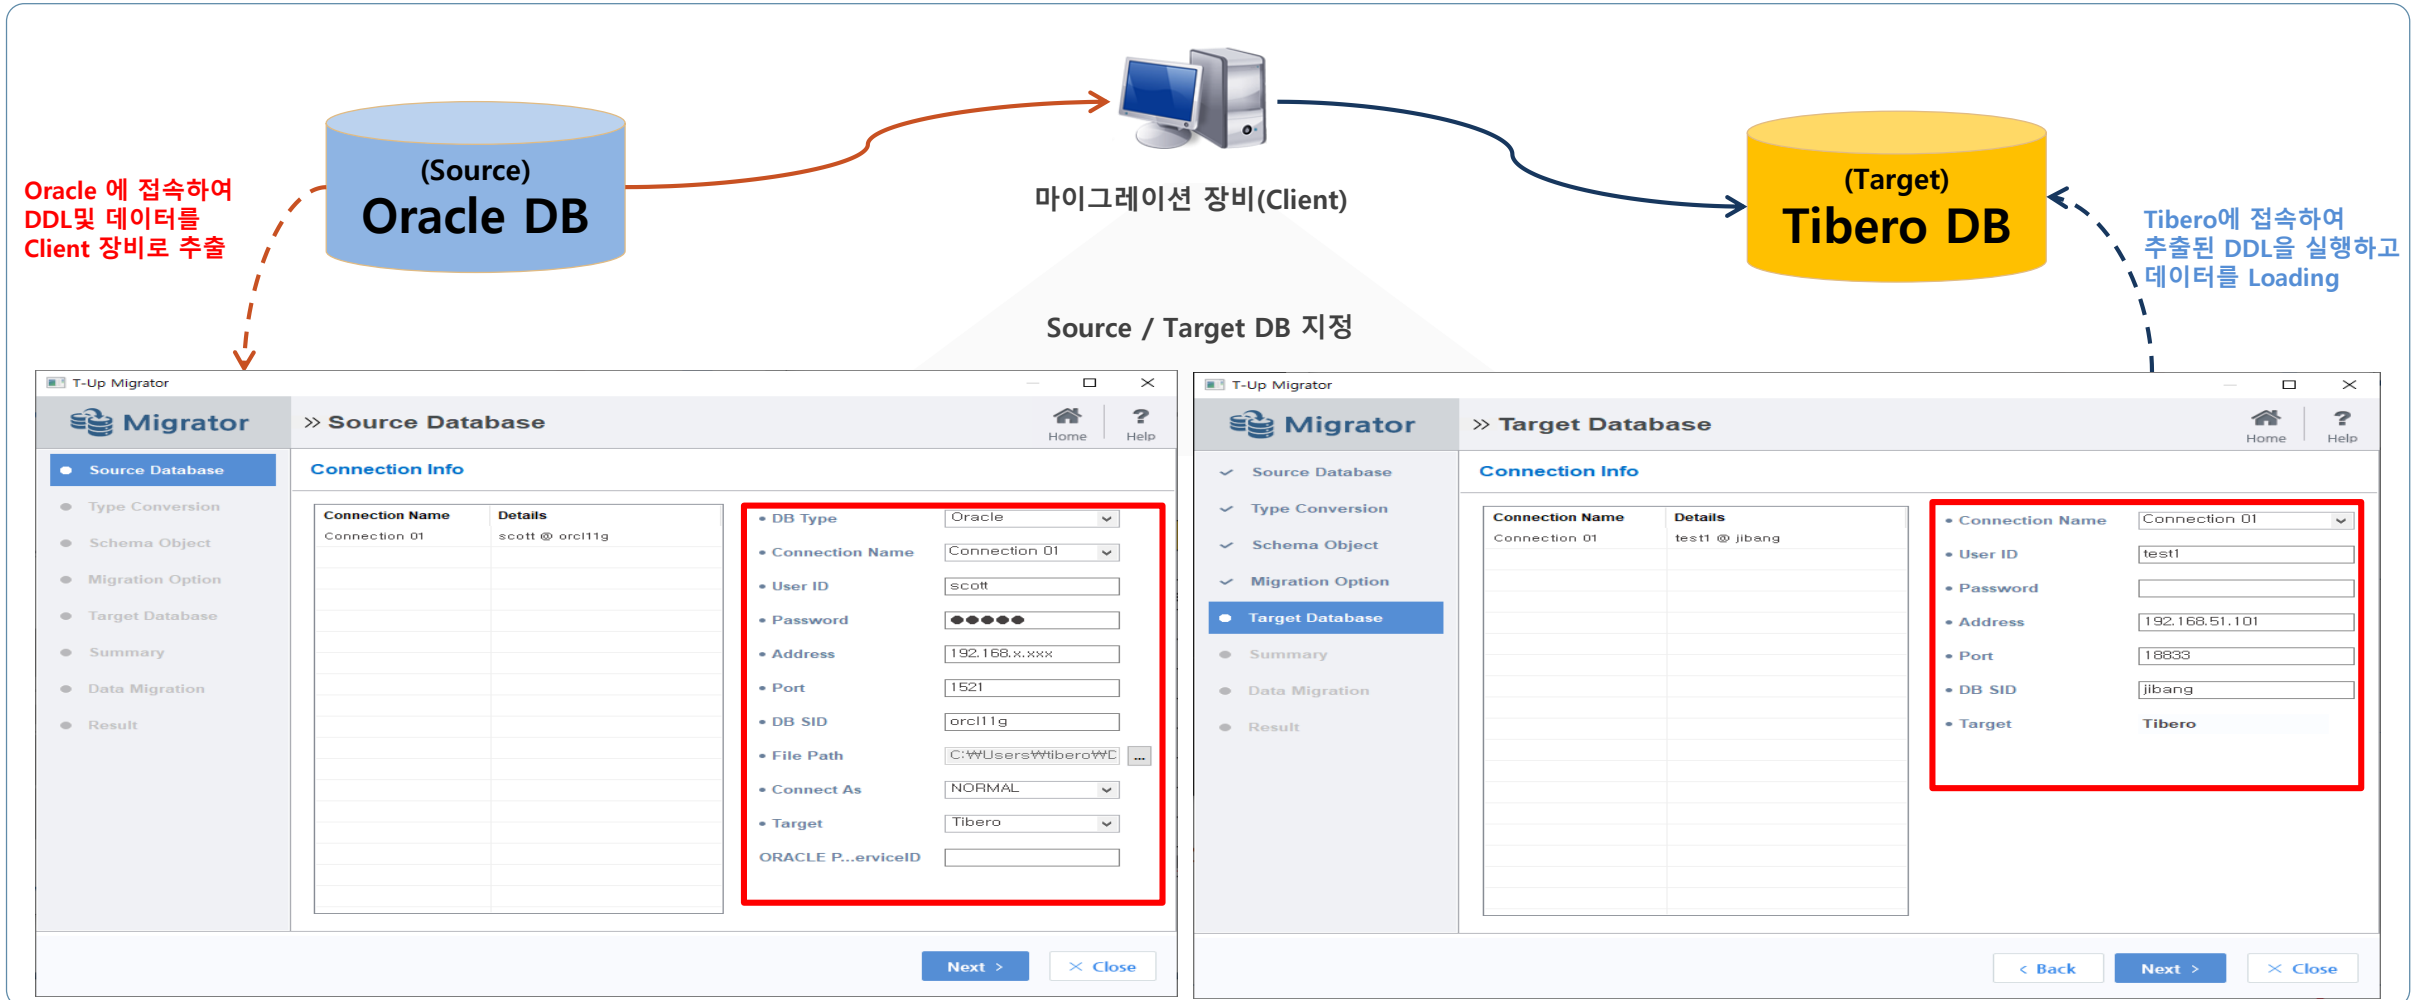 Oracle 에 접속하여
DDL및 데이터를
Client 장비로 추출
(Source)
Oracle DB
마이그레이션 장비(Client)
(Target)
Tibero DB
Tibero에 접속하여
추출된 DDL을 실행하고
데이터를 Loading
Source / Target DB 지정
T-Up Migrator
Migrator
» Source Database
Home
?
Help
Source Database
Type Conversion
Schema Object
Migration Option
Target Database
Summary
Data Migration
Result
Connection Info
Connection Name Details
Connection 01 scott @ orcl11g
• DB Type Oracle
• Connection Name Connection 01
• User ID scott
• Password ●●●●●
• Address 192.168.x.xxx
• Port 1521
• DB SID orcl11g
• File Path C:₩Users₩tibero₩D ...
• Connect As NORMAL
• Target Tibero
ORACLE P...erviceID
Next >
× Close
T-Up Migrator
Migrator
» Target Database
Home
?
Help
Source Database
Type Conversion
Schema Object
Migration Option
Target Database
Summary
Data Migration
Result
Connection Info
Connection Name Details
Connection 01 test1 @ jibang
• Connection Name Connection 01
• User ID test1
• Password
• Address 192.168.51.101
• Port 18833
• DB SID jibang
• Target Tibero
< Back
Next >
× Close